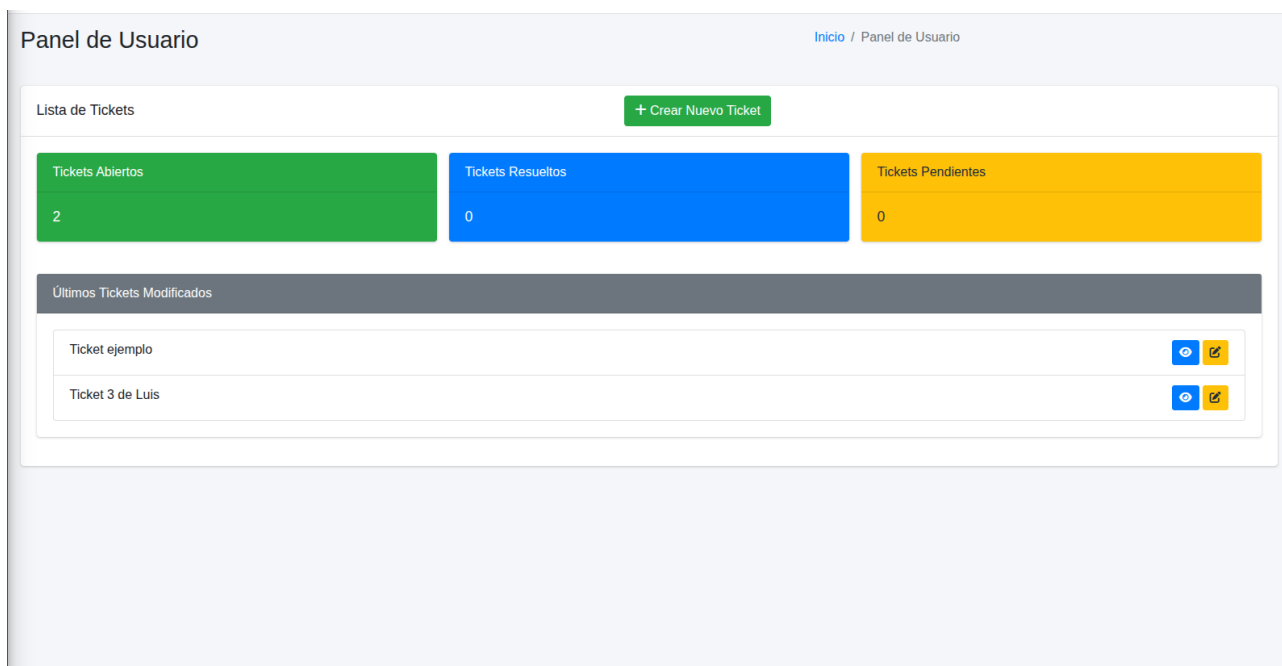 Panel de Usuario
Inicio / Panel de Usuario
Lista de Tickets
+ Crear Nuevo Ticket
Tickets Abiertos
2
Tickets Resueltos
0
Tickets Pendientes
0
Últimos Tickets Modificados
Ticket ejemplo
Ticket 3 de Luis